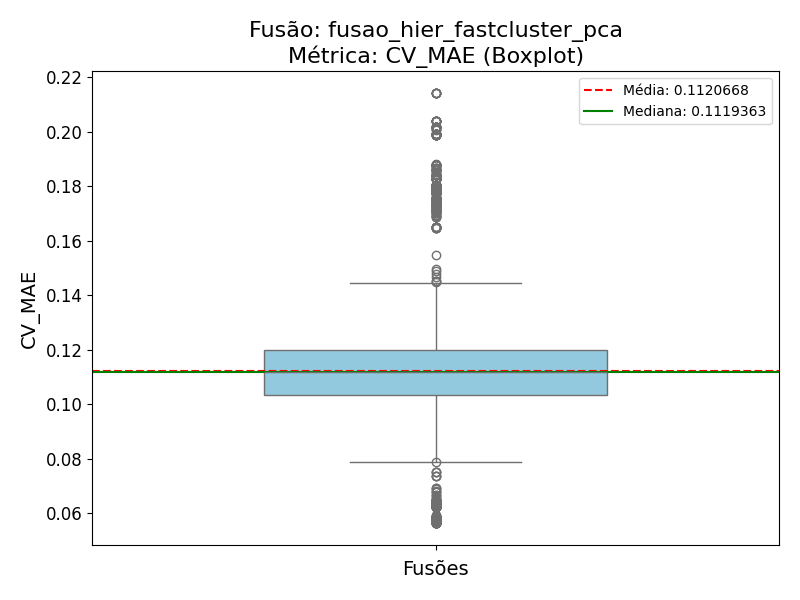 Fusão: fusao_hier_fastcluster_pca
Métrica: CV_MAE (Boxplot)
Média: 0.1120668
Mediana: 0.1119363
0.22
0.20
0.18
0.16
0.14
0.12
0.10
0.08
0.06
CV_MAE
Fusões